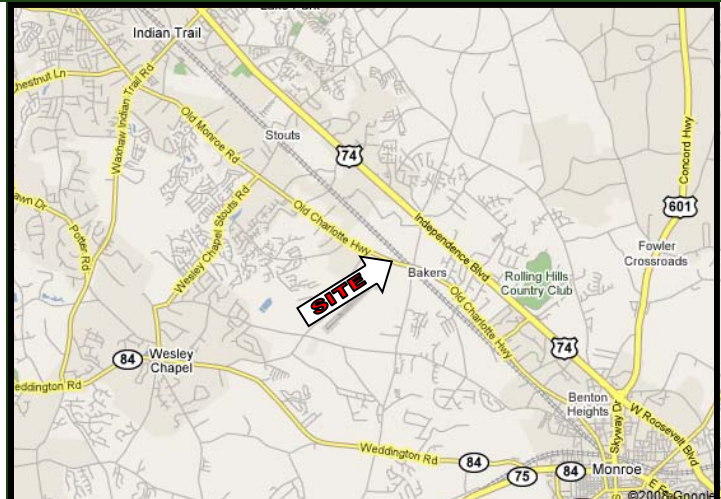 Indian Trail
Chestnut Ln
Waxhaw Indian Trail Rd
Old Monroe Rd
Stouts
74
Concord Hwy
601
Potter Rd
Wesley Chapel Stouts Rd
Old Charlotte Hwy
Independence Blvd
Fowler
Crossroads
SITE
Bakers
Rolling Hills
Country Club
Old Charlotte Hwy
74
84
Wesley
Chapel
Benton
Heights
Skyway Dr
W Roosevelt Blvd
Weddington Rd
84
75
84
Monroe
©2008 Google